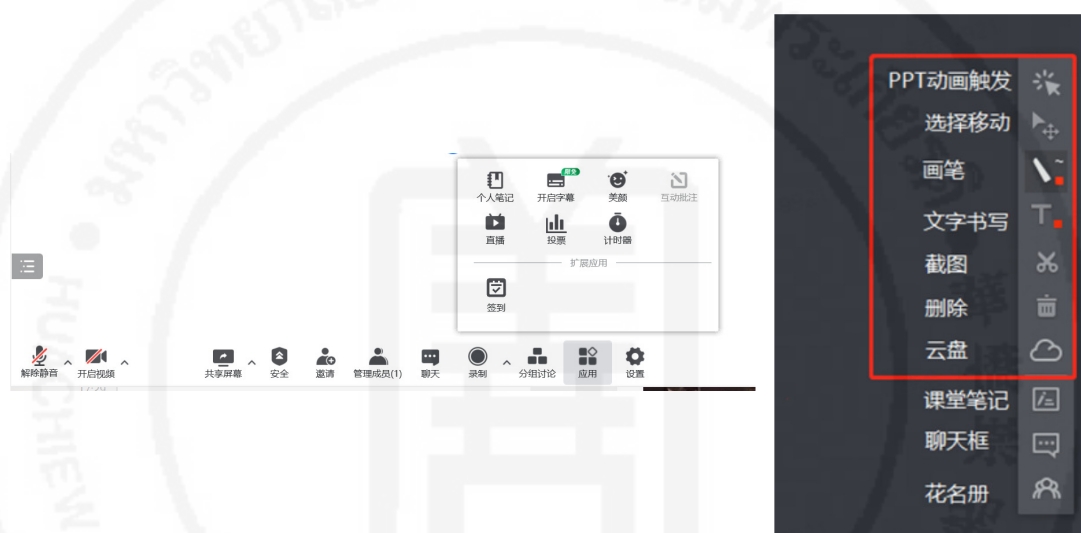 个人笔记 开启字幕 美颜 互动批注
直播 投票 计时器
扩展应用
签到
解除静音 开启视频 共享屏幕 安全 邀请 管理成员(1) 聊天 录制 分组讨论 应用 设置
PPT动画触发
选择移动
画笔
文字书写
截图
删除
云盘
课堂笔记
聊天框
花名册
HUACHIEW